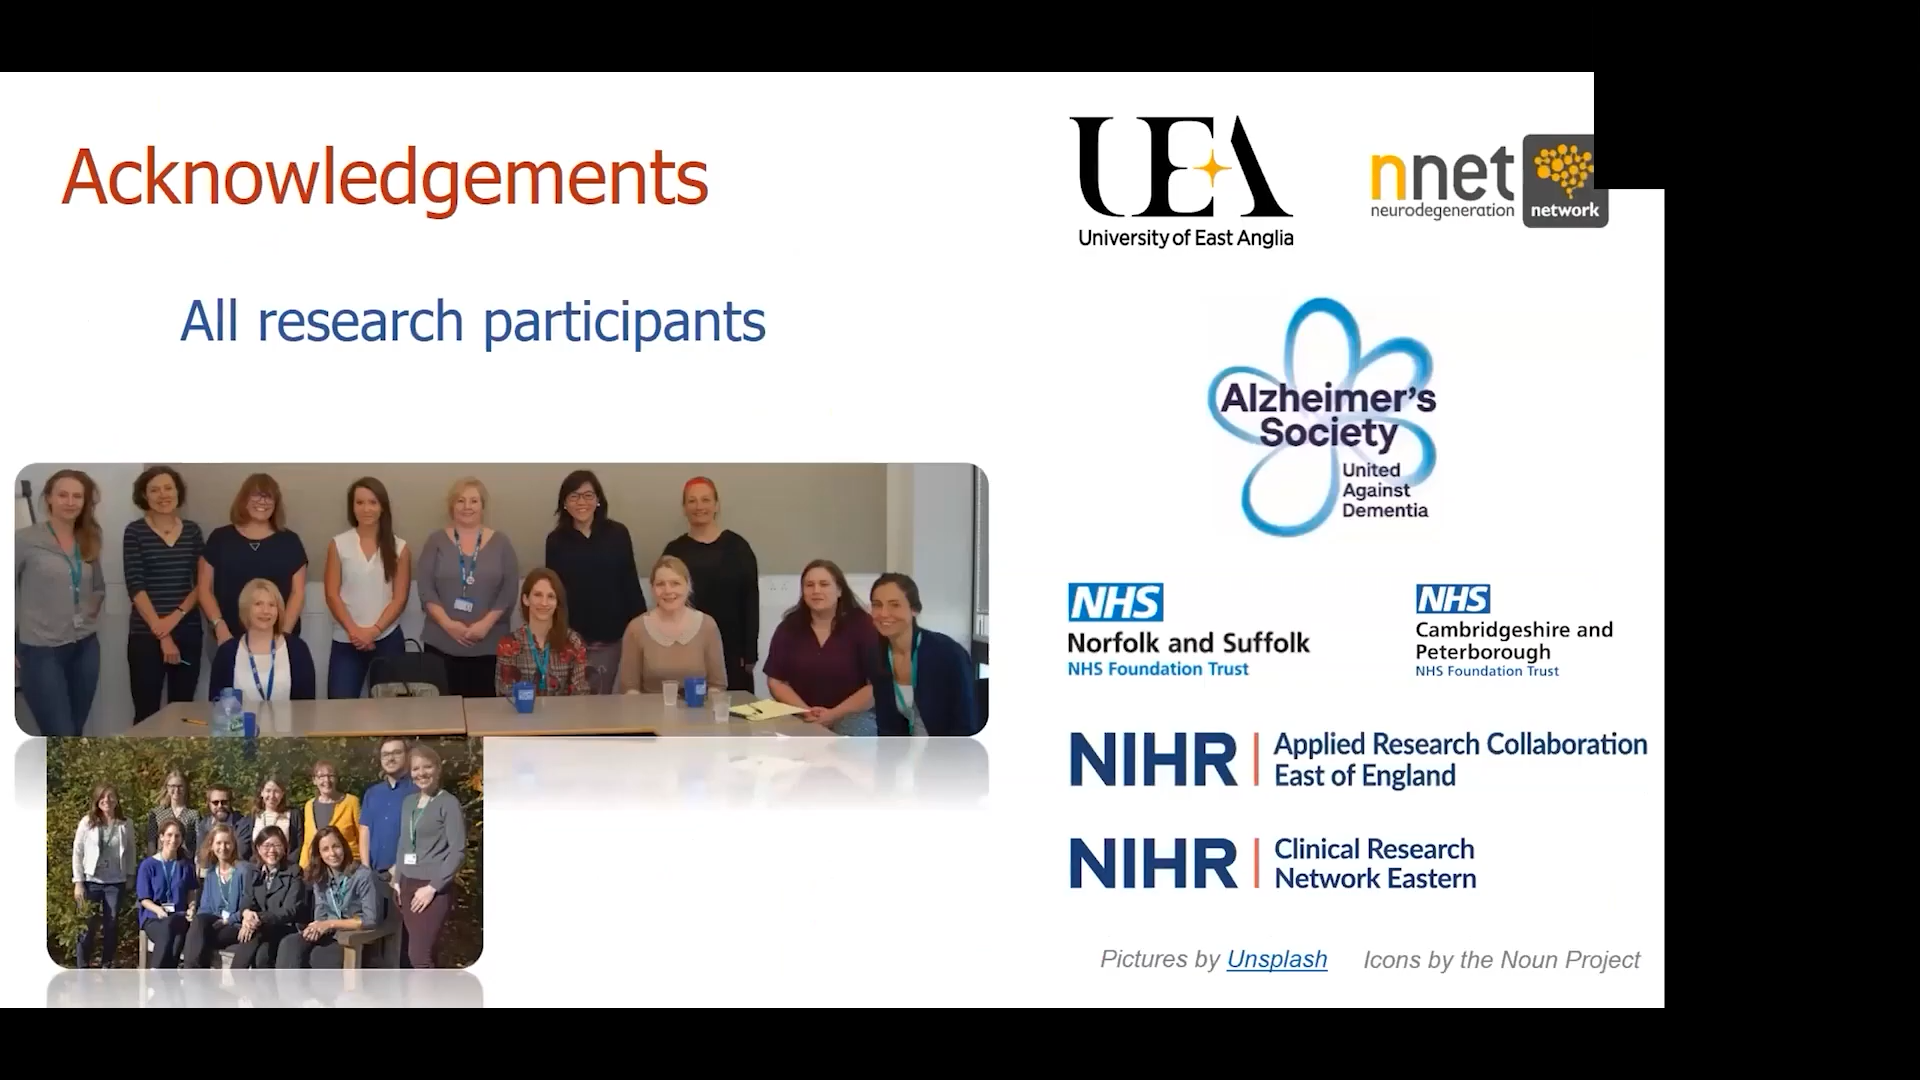 Acknowledgements
All research participants
UEA
University of East Anglia
nnet
neurodegeneration
network
Alzheimer's
Society
United
Against
Dementia
NHS
Norfolk and Suffolk
NHS Foundation Trust
NHS
Cambridgeshire and
Peterborough
NHS Foundation Trust
NIHR | Applied Research Collaboration
East of England
NIHR | Clinical Research
Network Eastern
Pictures by Unsplash
Icons by the Noun Project